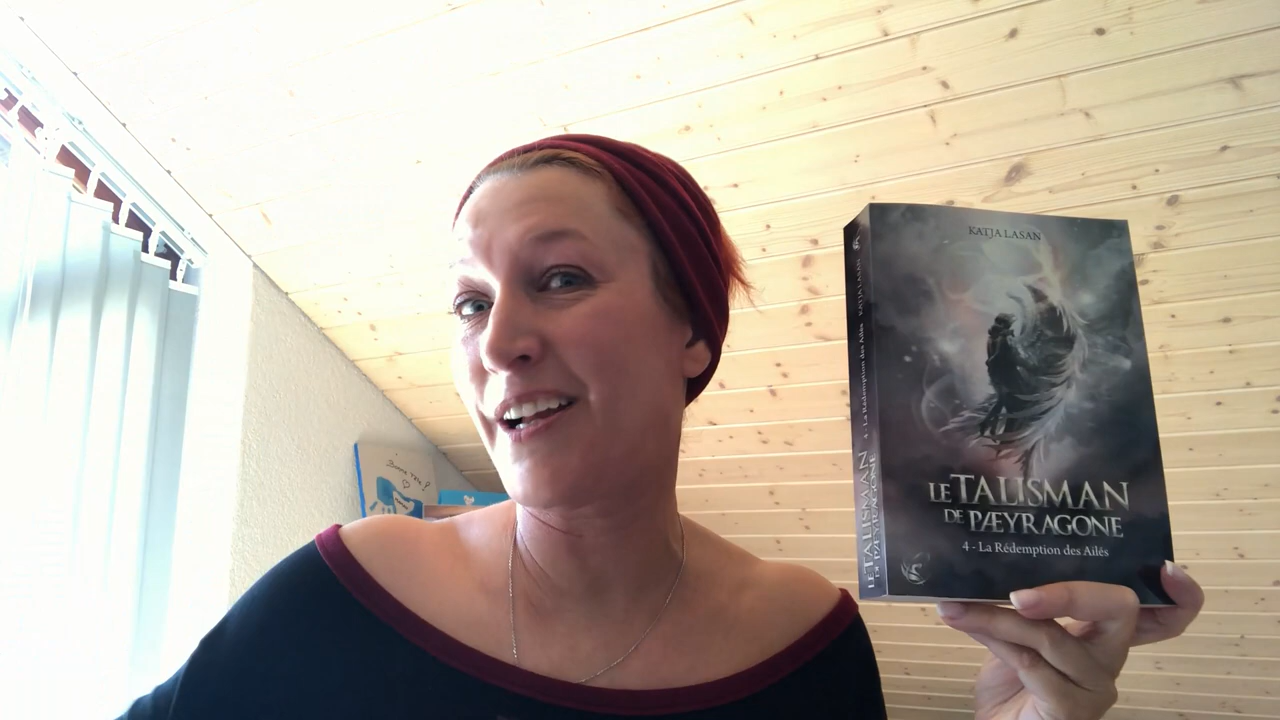 KATJA LASAN
LE TALISMAN
DE PÆYRAGONE
4 - La Rédemption des Ailés
LE TALISMAN
DE PÆYRAGONE
4 - La Rédemption des Ailés
KATJA LASAN